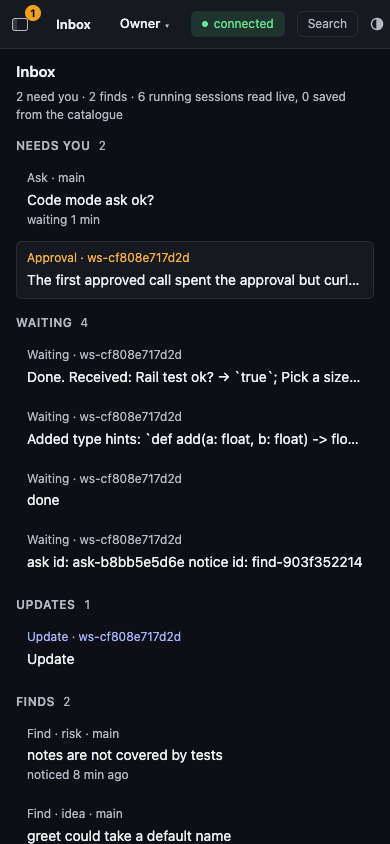 1
Inbox Owner connected Search
Inbox
2 need you · 2 finds · 6 running sessions read live, 0 saved
from the catalogue
NEEDS YOU 2
Ask · main
Code mode ask ok?
waiting 1 min
Approval · ws-cf808e717d2d
The first approved call spent the approval but curl...
WAITING 4
Waiting · ws-cf808e717d2d
Done. Received: Rail test ok? → `true`; Pick a size...
Waiting · ws-cf808e717d2d
Added type hints: `def add(a: float, b: float) -> flo...
Waiting · ws-cf808e717d2d
done
Waiting · ws-cf808e717d2d
ask id: ask-b8bb5e5d6e notice id: find-903f352214
UPDATES 1
Update · ws-cf808e717d2d
Update
FINDS 2
Find · risk · main
notes are not covered by tests
noticed 8 min ago
Find · idea · main
greet could take a default name